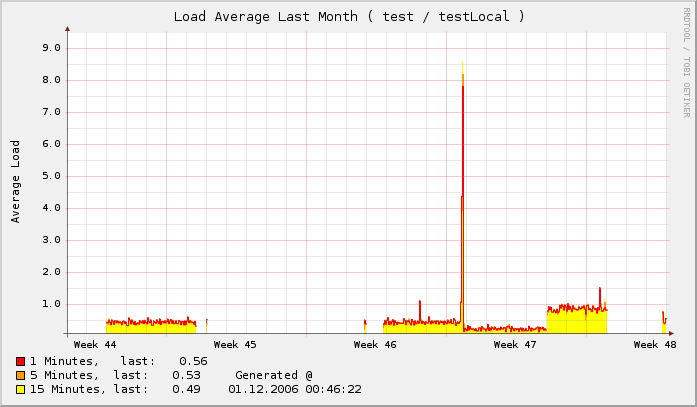 Load Average Last Month ( test / testLocal )
RRDTOOL / TOBI OETIKER
Average Load
9.0
8.0
7.0
6.0
5.0
4.0
3.0
2.0
1.0
Week 44 Week 45 Week 46 Week 47 Week 48
1 Minutes, last: 0.56
5 Minutes, last: 0.53 Generated @
15 Minutes, last: 0.49 01.12.2006 00:46:22